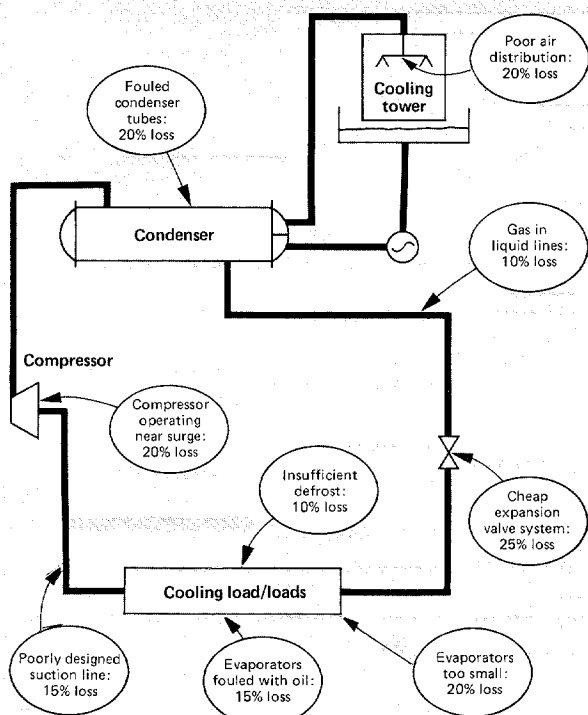 Poor air
distribution:
20% loss
Cooling
tower
Fouled
condenser
tubes:
20% loss
Condenser
Gas in
liquid lines:
10% loss
Compressor
Compressor
operating
near surge:
20% loss
Insufficient
defrost:
10% loss
Cheap
expansion
valve system:
25% loss
Cooling load/loads
Poorly designed
suction line:
15% loss
Evaporators
fouled with oil:
15% loss
Evaporators
too small:
20% loss